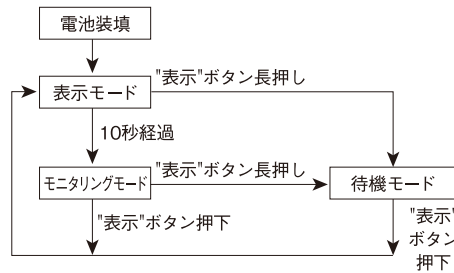 電池装填
"表示"ボタン長押し
表示モード
10秒経過
"表示"ボタン長押し
モニタリングモード
待機モード
"表示"ボタン押下
"表示"
ボタン
押下